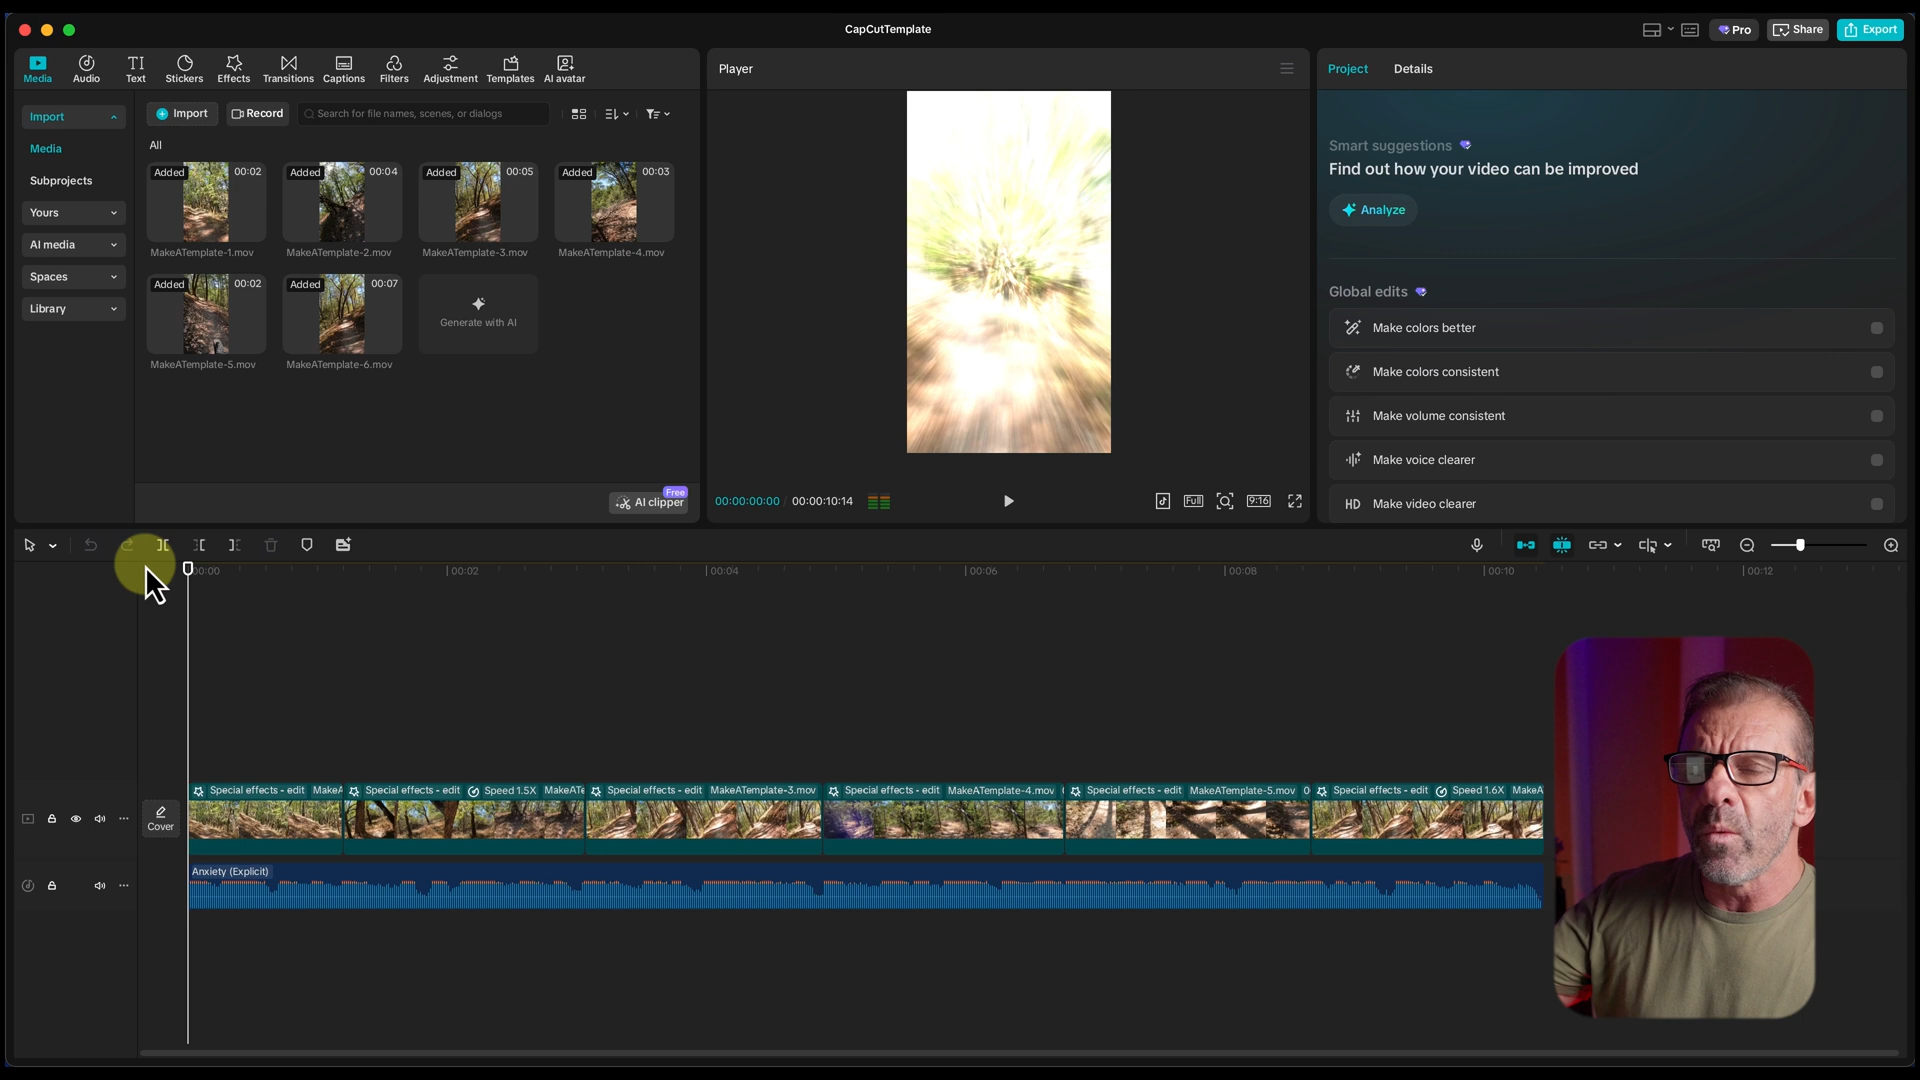 CapCutTemplate
Pro
Share
Export
Media
Audio
Text
Stickers
Effects
Transitions
Captions
Filters
Adjustment
Templates
AI avatar
Player
Project
Details
Import
Media
Subprojects
Yours
AI media
Spaces
Library
Import
Record
Search for file names, scenes, or dialogs
All
Added 00:02
Added 00:04
Added 00:05
Added 00:03
MakeATemplate-1.mov
MakeATemplate-2.mov
MakeATemplate-3.mov
MakeATemplate-4.mov
Added 00:02
Added 00:07
Generate with AI
MakeATemplate-5.mov
MakeATemplate-6.mov
Free
AI clipper
00:00:00:00 / 00:00:10:14
Full
9:16
Smart suggestions
Find out how your video can be improved
Analyze
Global edits
Make colors better
Make colors consistent
Make volume consistent
Make voice clearer
HD Make video clearer
00:00
00:02
00:04
00:06
00:08
00:10
00:12
Cover
Special effects - edit MakeA
Special effects - edit Speed 1.5X MakeATe
Special effects - edit MakeATemplate-3.mov
Special effects - edit MakeATemplate-4.mov
Special effects - edit MakeATemplate-5.mov 0
Special effects - edit Speed 1.6X MakeA
Anxiety (Explicit)